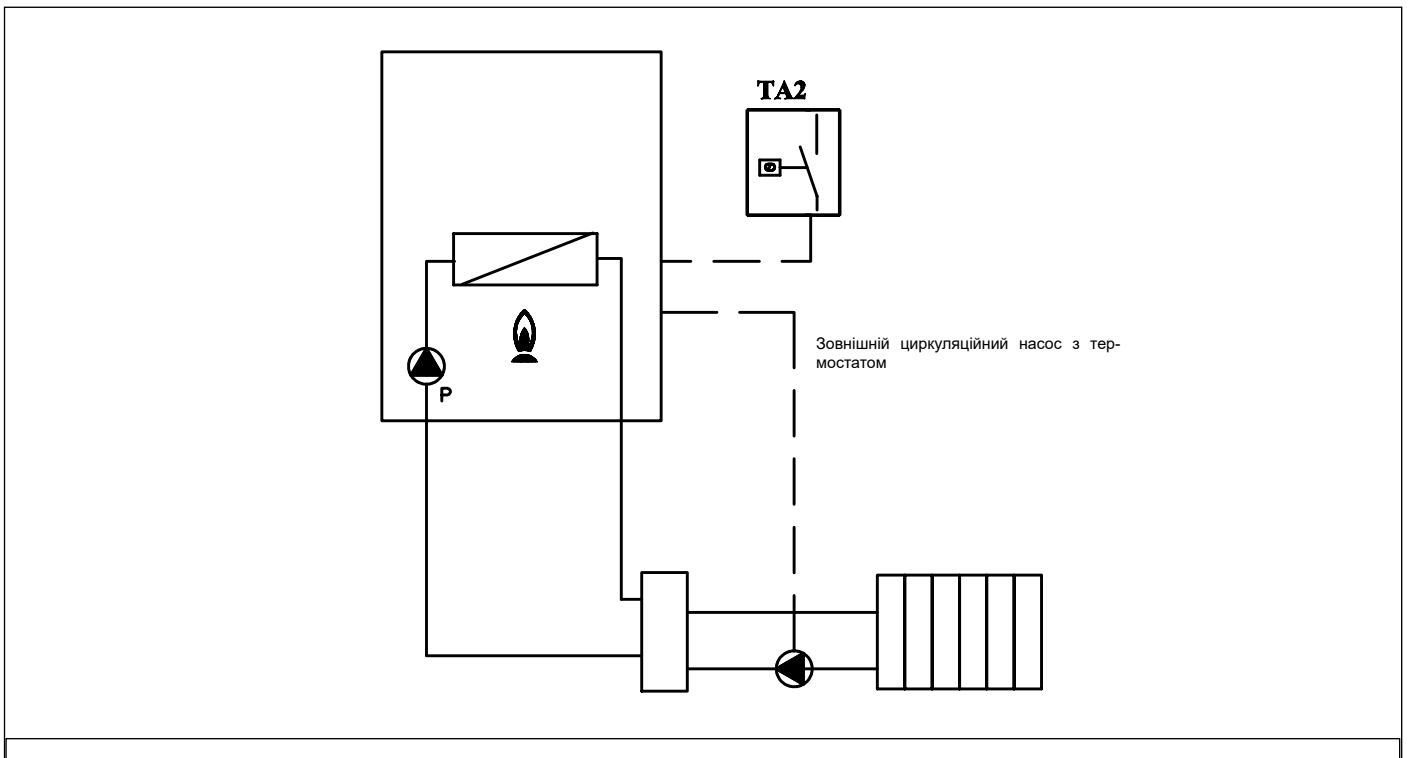 TA2
Зовнішній циркуляційний насос з тер-
мостатом
P